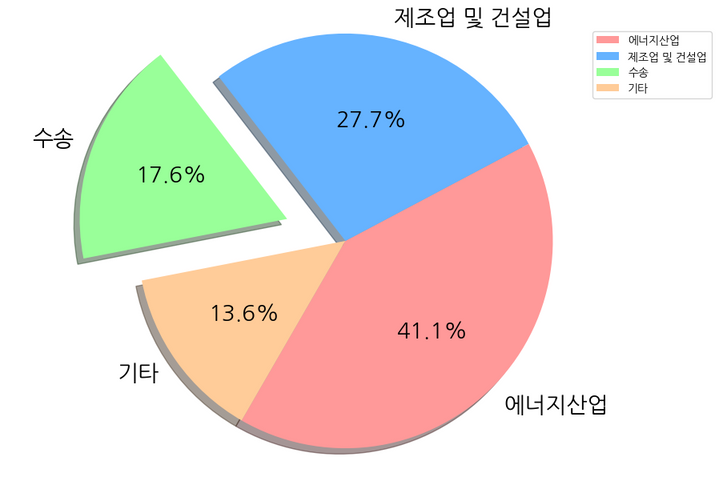 제조업 및 건설업
에너지산업
제조업 및 건설업
수송
기타
27.7%
수송
17.6%
13.6%
41.1%
기타
에너지산업